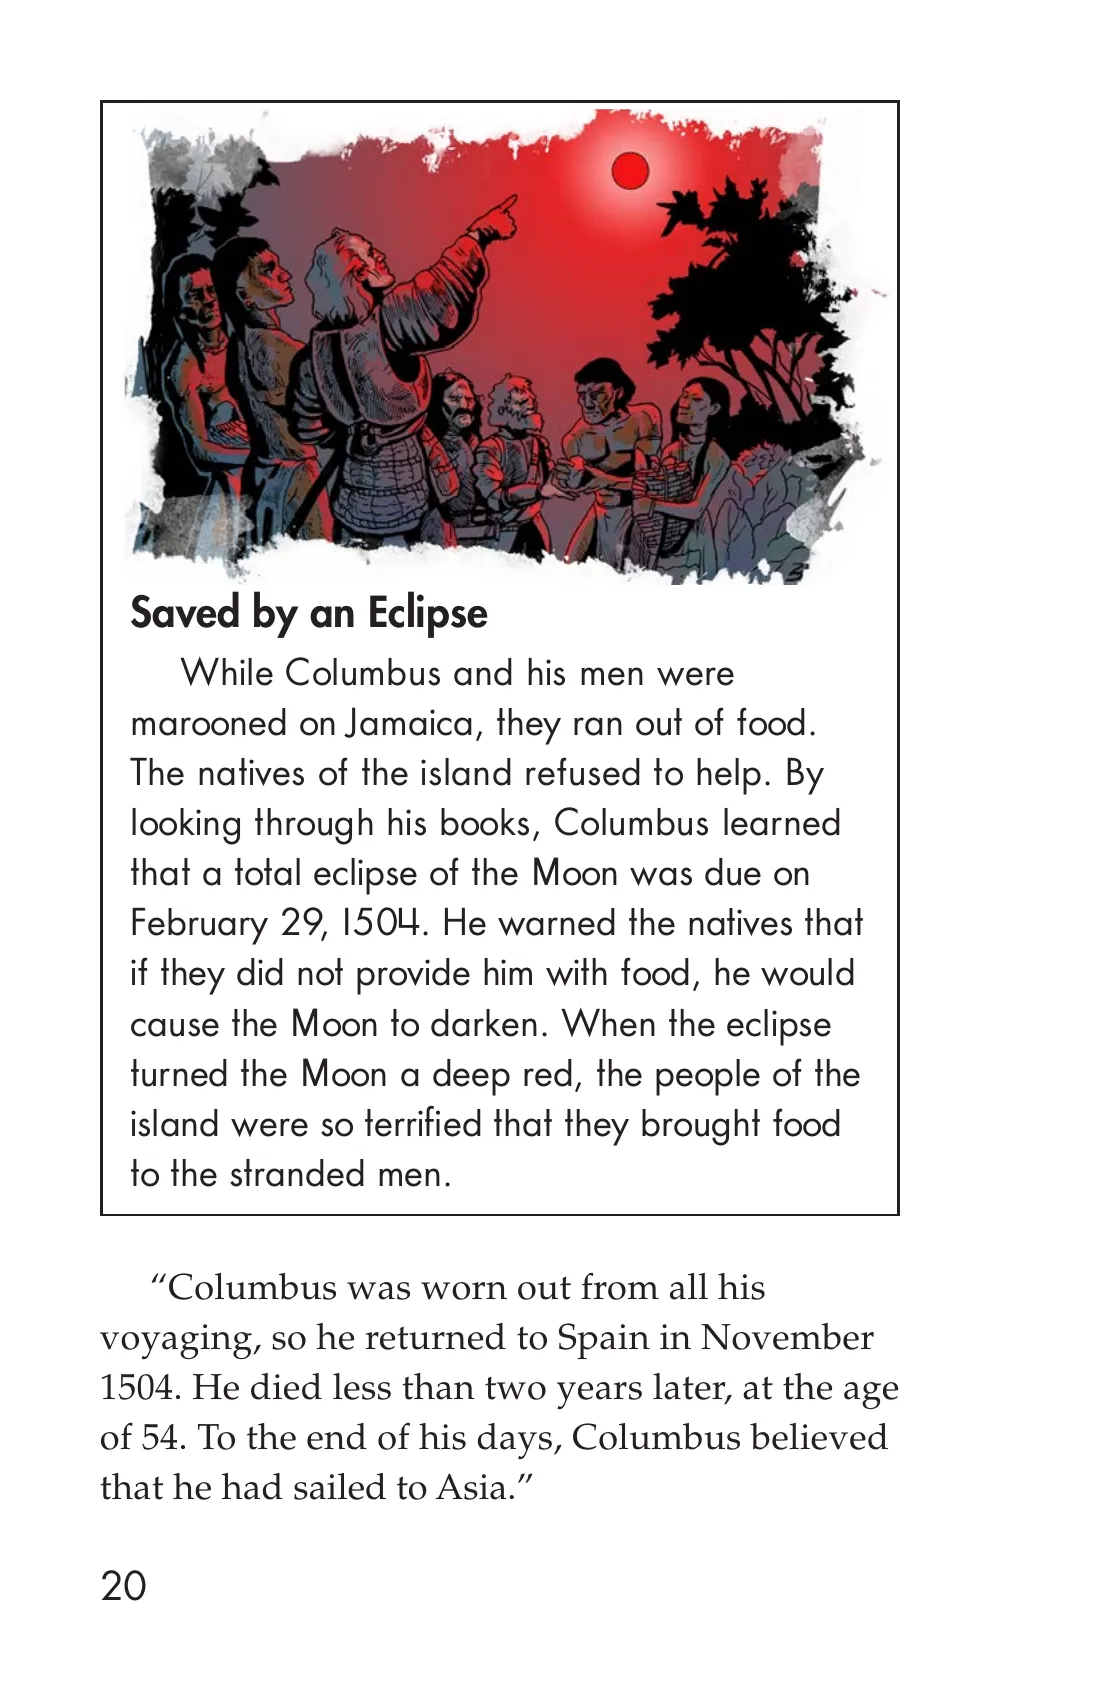 Saved by an Eclipse
While Columbus and his men were
marooned on Jamaica, they ran out of food.
The natives of the island refused to help. By
looking through his books, Columbus learned
that a total eclipse of the Moon was due on
February 29, 1504. He warned the natives that
if they did not provide him with food, he would
cause the Moon to darken. When the eclipse
turned the Moon a deep red, the people of the
island were so terrified that they brought food
to the stranded men.
“Columbus was worn out from all his
voyaging, so he returned to Spain in November
1504. He died less than two years later, at the age
of 54. To the end of his days, Columbus believed
that he had sailed to Asia.”
20